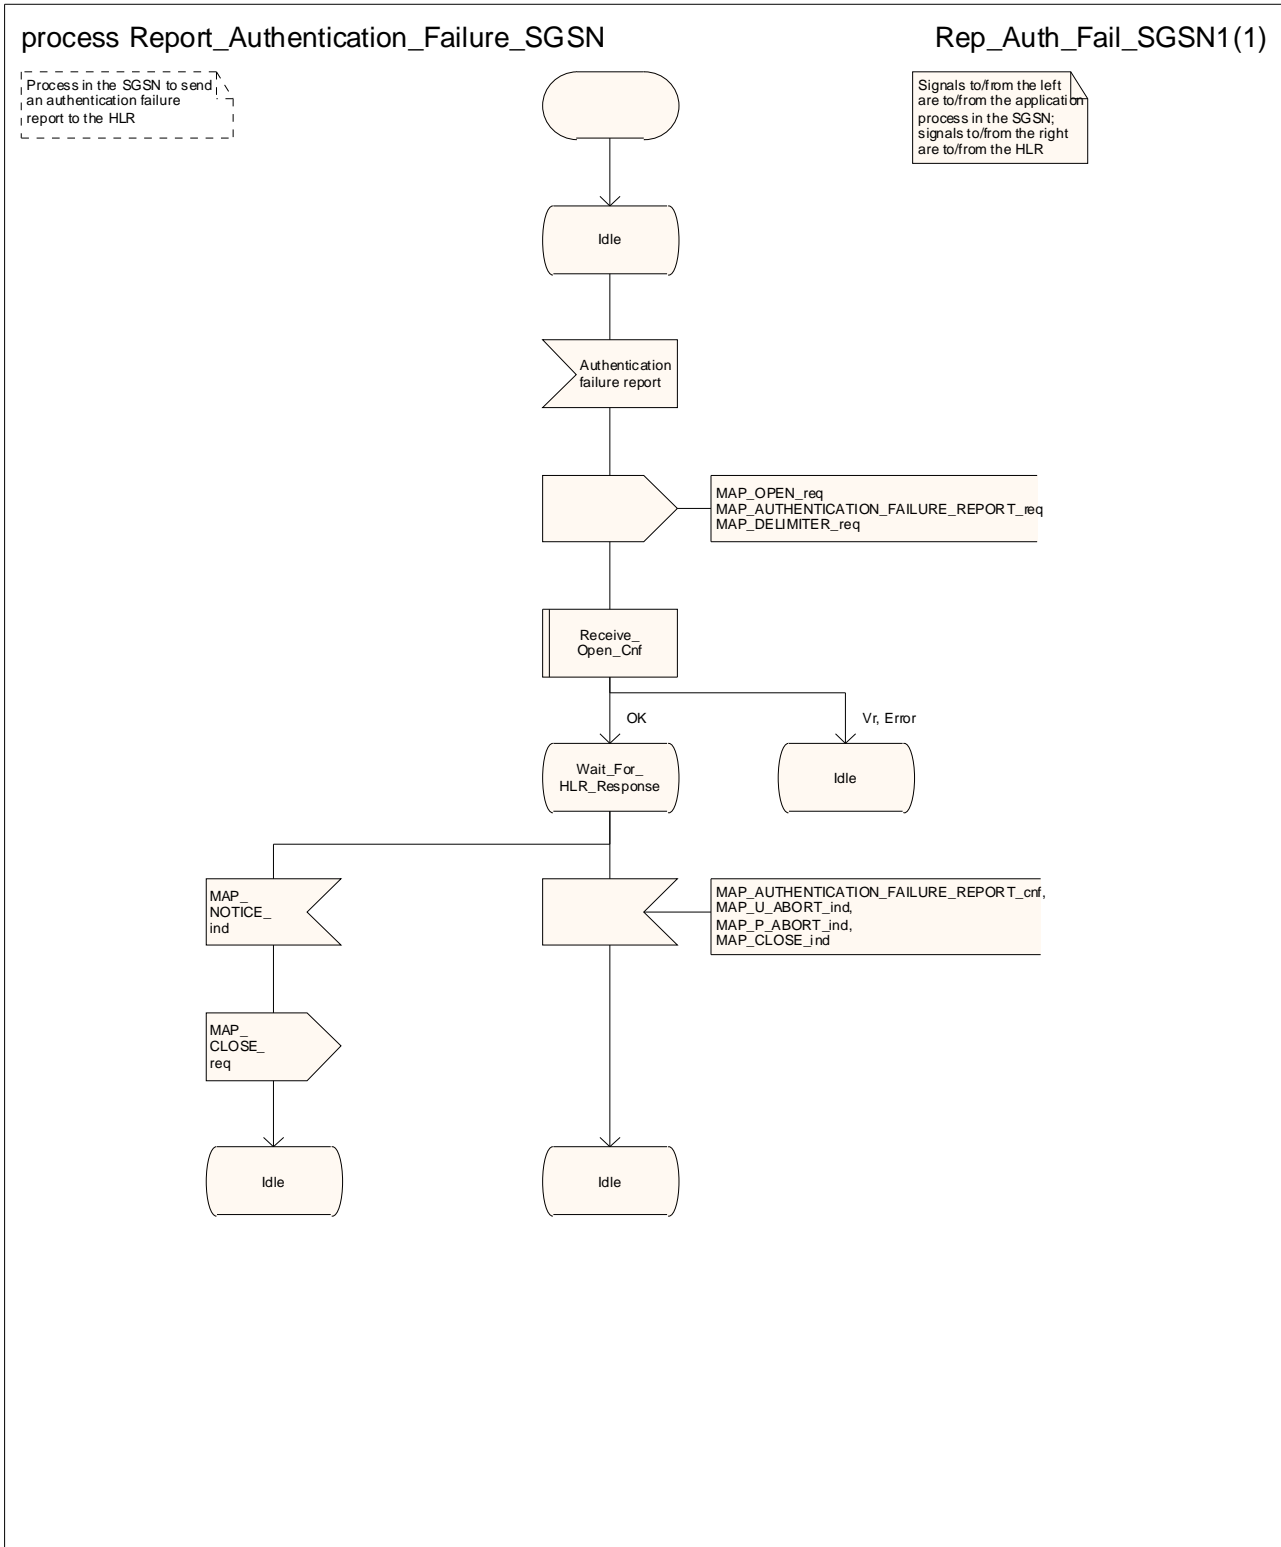 process Report_Authentication_Failure_SGSN
Rep_Auth_Fail_SGSN1(1)
Process in the SGSN to send
an authentication failure
report to the HLR
Signals to/from the left
are to/from the application
process in the SGSN;
signals to/from the right
are to/from the HLR
Idle
Authentication
failure report
MAP_OPEN_req
MAP_AUTHENTICATION_FAILURE_REPORT_req
MAP_DELIMITER_req
Receive_
Open_Cnf
OK
Vr, Error
Wait_For_
HLR_Response
Idle
MAP_
NOTICE_
ind
MAP_AUTHENTICATION_FAILURE_REPORT_cnf,
MAP_U_ABORT_ind,
MAP_P_ABORT_ind,
MAP_CLOSE_ind
MAP_
CLOSE_
req
Idle
Idle